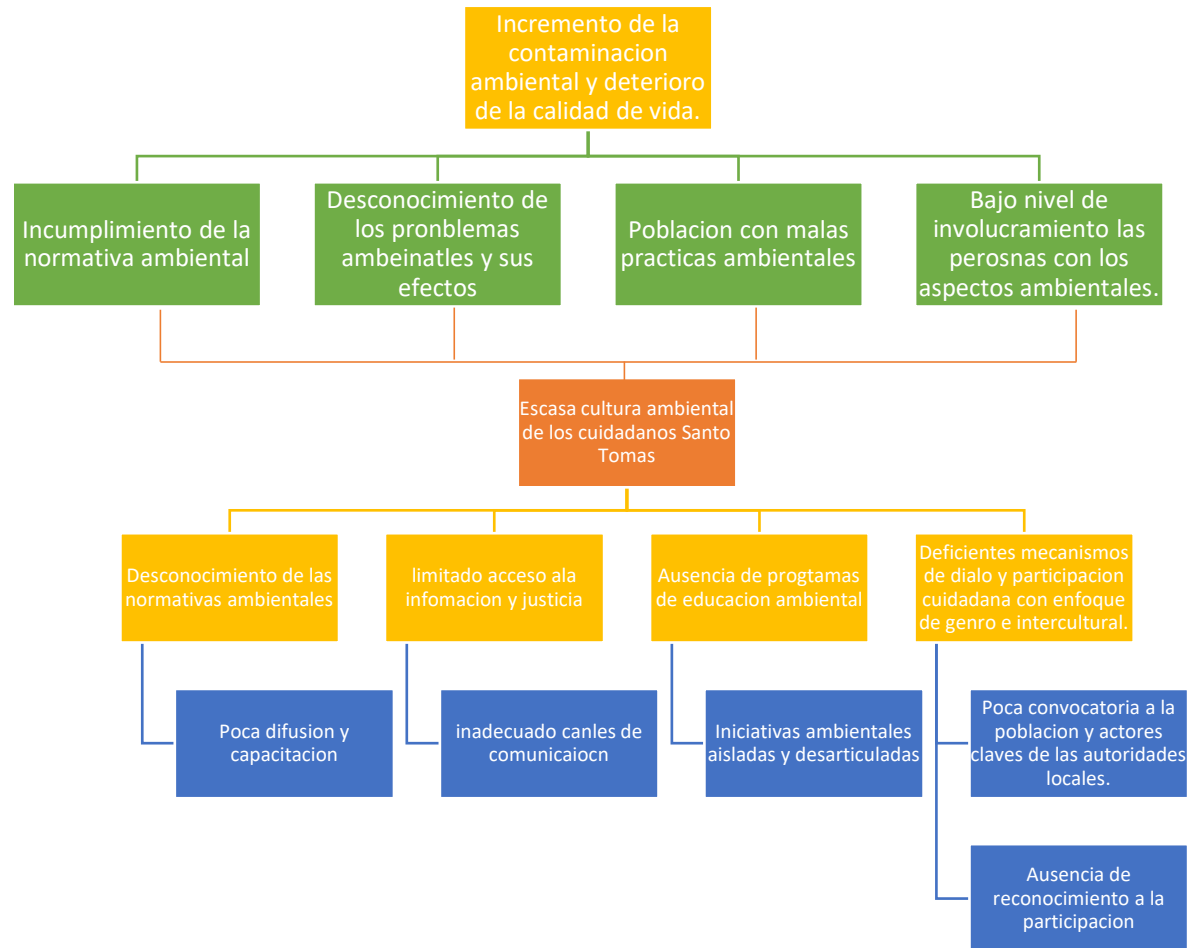 Incremento de la
contaminacion
ambiental y deterioro
de la calidad de vida.
Incumplimiento de la
normativa ambiental
Desconocimiento de
los pronblemas
ambeinatles y sus
efectos
Poblacion con malas
practicas ambientales
Bajo nivel de
involucramiento las
perosnas con los
aspectos ambientales.
Escasa cultura ambiental
de los cuidadanos Santo
Tomas
Desconocimiento de las
normativas ambientales
limitado acceso ala
infomacion y justicia
Ausencia de progtamas
de educacion ambiental
Deficientes mecanismos
de dialo y participacion
cuidadana con enfoque
de genro e intercultural.
Poca difusion y
capacitacion
inadecuado canles de
comunicaiocn
Iniciativas ambientales
aisladas y desarticuladas
Poca convocatoria a la
poblacion y actores
claves de las autoridades
locales.
Ausencia de
reconocimiento a la
participacion